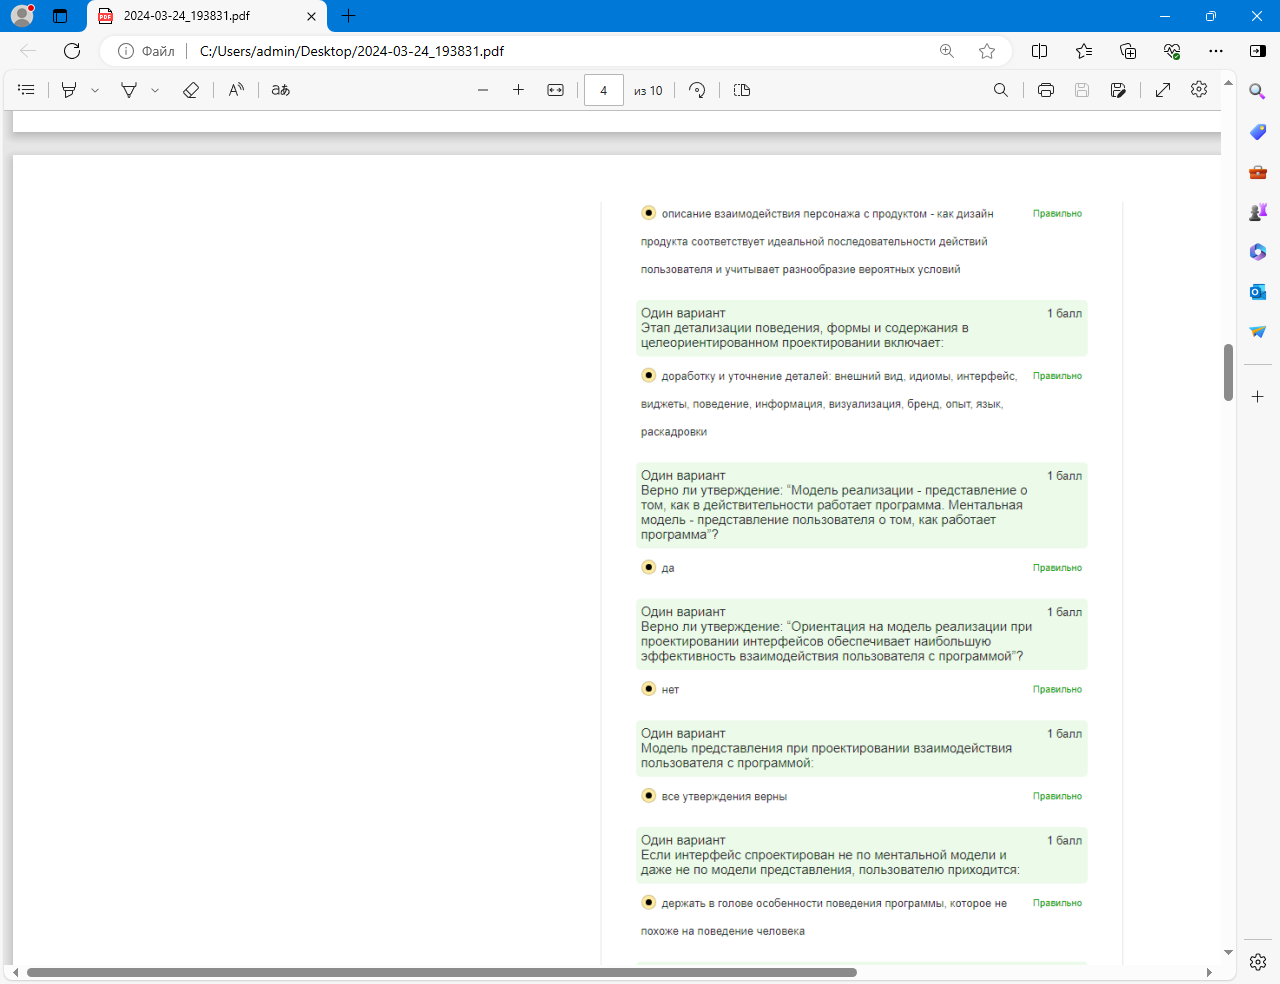 2024-03-24_193831.pdf
Файл
C:/Users/admin/Desktop/2024-03-24_193831.pdf
4 из 10
описание взаимодействия персонажа с продуктом - как дизайн Правильно
продукта соответствует идеальной последовательности действий
пользователя и учитывает разнообразие вероятных условий
Один вариант 1 балл
Этап детализации поведения, формы и содержания в
целеориентированном проектировании включает:
доработку и уточнение деталей: внешний вид, идиомы, интерфейс, Правильно
виджеты, поведение, информация, визуализация, бренд, опыт, язык,
раскадровки
Один вариант 1 балл
Верно ли утверждение: "Модель реализации - представление о
том, как в действительности работает программа. Ментальная
модель - представление пользователя о том, как работает
программа"?
да Правильно
Один вариант 1 балл
Верно ли утверждение: "Ориентация на модель реализации при
проектировании интерфейсов обеспечивает наибольшую
эффективность взаимодействия пользователя с программой"?
нет Правильно
Один вариант 1 балл
Модель представления при проектировании взаимодействия
пользователя с программой:
все утверждения верны Правильно
Один вариант 1 балл
Если интерфейс спроектирован не по ментальной модели и
даже не по модели представления, пользователю приходится:
держать в голове особенности поведения программы, которое не Правильно
похоже на поведение человека